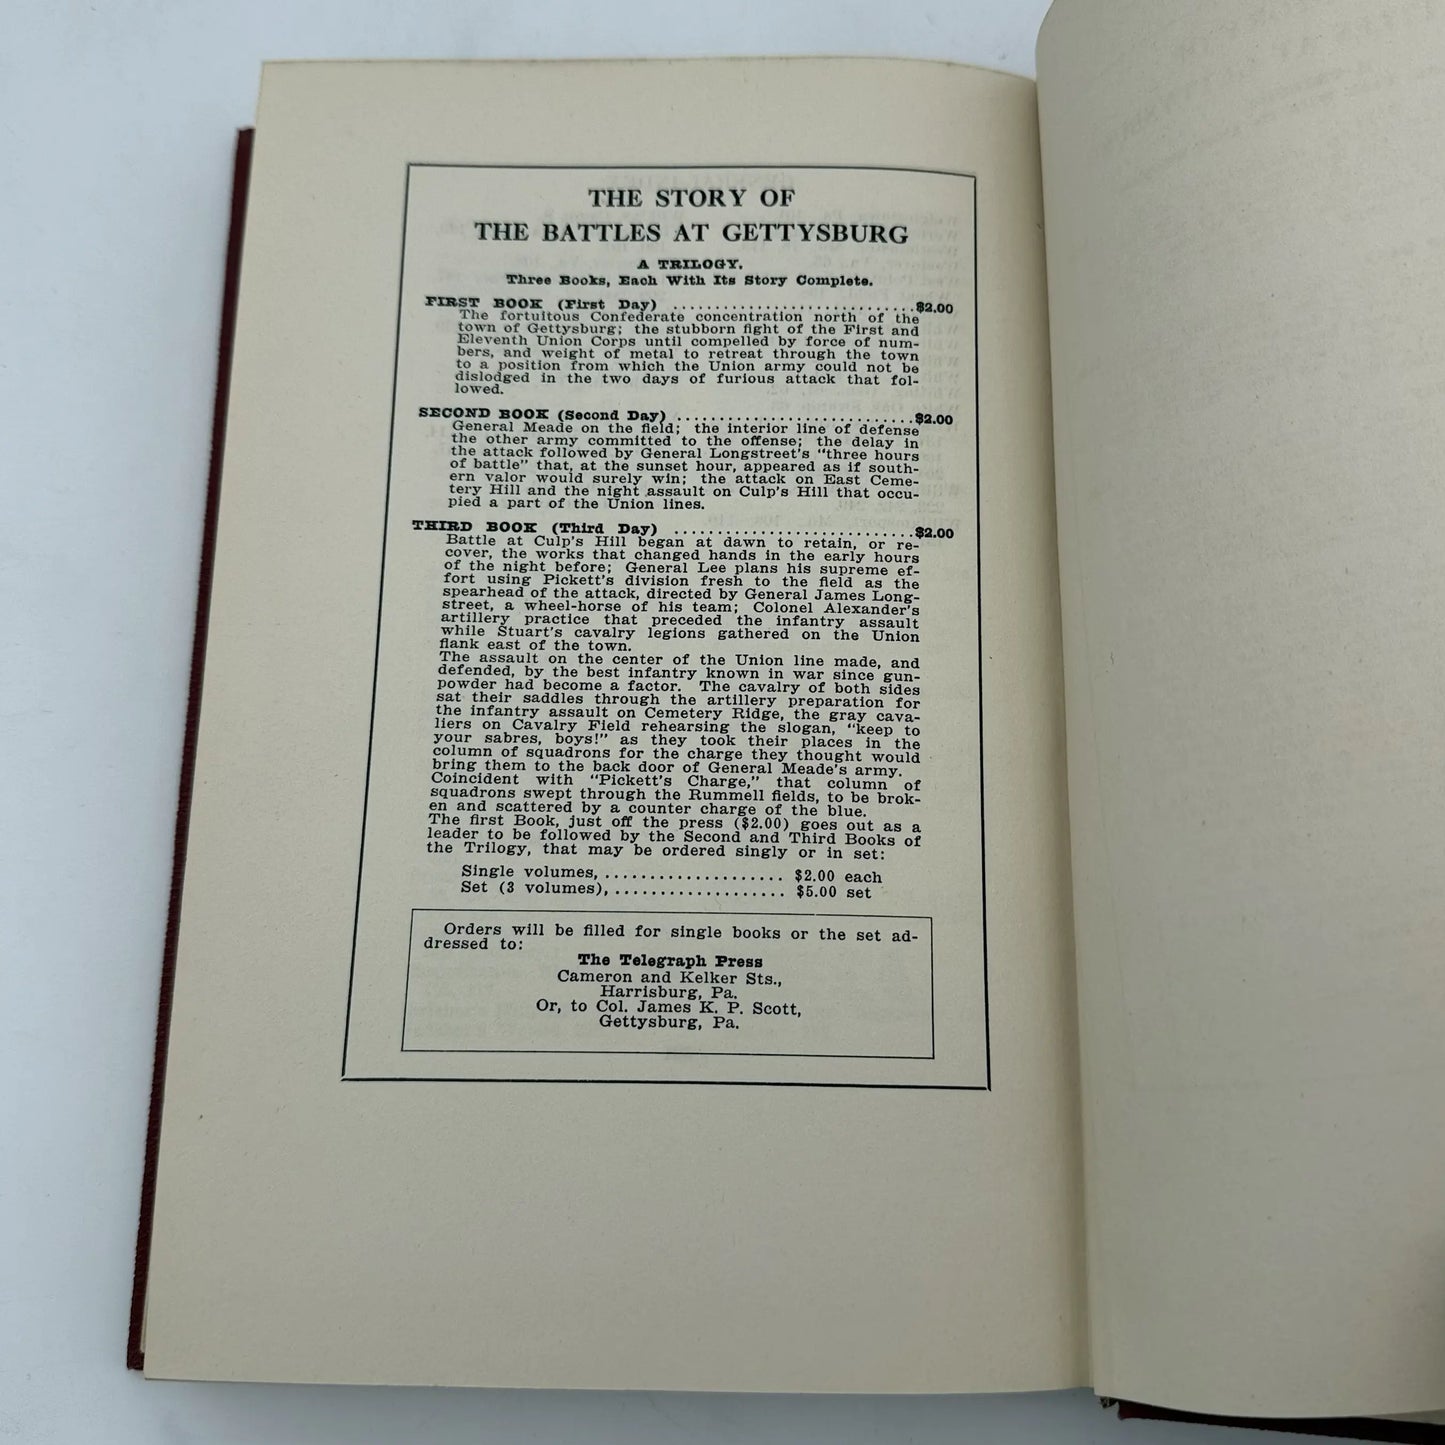 THE STORY OF
THE BATTLES AT GETTYSBURG
A TRILOGY.
Three Books, Each With Its Story Complete.
FIRST BOOK (First Day) ..............................$2.00
The fortuitous Confederate concentration north of the
town of Gettysburg; the stubborn fight of the First and
Eleventh Union Corps until compelled by force of num-
bers, and weight of metal to retreat through the town
to a position from which the Union army could not be
dislodged in the two days of furious attack that fol-
lowed.
SECOND BOOK (Second Day) ..........................$2.00
General Meade on the field; the interior line of defense
the other army committed to the offense; the delay in
the attack followed by General Longstreet's "three hours
of battle" that, at the sunset hour, appeared as if south-
ern valor would surely win; the attack on East Ceme-
tery Hill and the night assault on Culp's Hill that occu-
pied a part of the Union lines.
THIRD BOOK (Third Day) ............................$2.00
Battle at Culp's Hill began at dawn to retain, or re-
cover, the works that changed hands in the early hours
of the night before; General Lee plans his supreme ef-
fort using Pickett's division fresh to the field as the
spearhead of the attack, directed by General James Long-
street, a wheel-horse of his team; Colonel Alexander's
artillery practice that preceded the infantry assault
while Stuart's cavalry legions gathered on the Union
flank east of the town.
The assault on the center of the Union line made, and
defended, by the best infantry known in war since gun-
powder had become a factor. The cavalry of both sides
sat their saddles through the artillery preparation for
the infantry assault on Cemetery Ridge, the gray cava-
liers on Cavalry Field rehearsing the slogan, "keep to
your sabres, boys!" as they took their places in the
column of squadrons for the charge they thought would
bring them to the back door of General Meade's army.
Coincident with "Pickett's Charge," that column of
squadrons swept through the Rummell fields, to be brok-
en and scattered by a counter charge of the blue.
The first Book, just off the press ($2.00) goes out as a
leader to be followed by the Second and Third Books of
the Trilogy, that may be ordered singly or in set:
Single volumes, .................... $2.00 each
Set (3 volumes), ................... $5.00 set
Orders will be filled for single books or the set ad-
dressed to:
The Telegraph Press
Cameron and Kelker Sts.,
Harrisburg, Pa.
Or, to Col. James K. P. Scott,
Gettysburg, Pa.